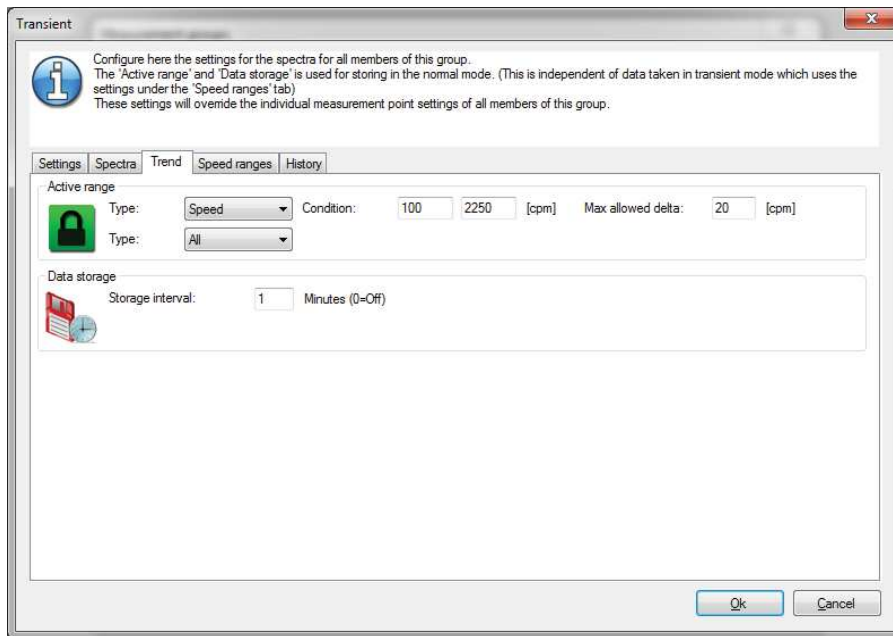 Transient
Configure here the settings for the spectra for all members of this group.
The 'Active range' and 'Data storage' is used for storing in the normal mode. (This is independent of data taken in transient mode which uses the
settings under the 'Speed ranges' tab)
These settings will override the individual measurement point settings of all members of this group.
Settings Spectra Trend Speed ranges History
Active range
Type: Speed Condition: 100 2250 [cpm] Max allowed delta: 20 [cpm]
Type: All
Data storage
Storage interval: 1 Minutes (0=Off)
Ok Cancel